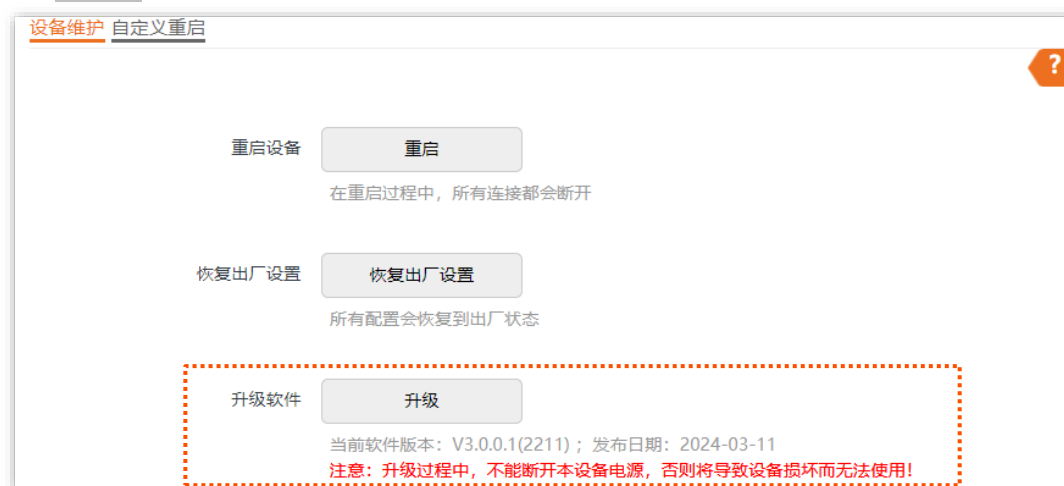 设备维护 自定义重启
?
重启设备 重启
在重启过程中，所有连接都会断开
恢复出厂设置 恢复出厂设置
所有配置会恢复到出厂状态
升级软件 升级
当前软件版本：V3.0.0.1(2211)；发布日期：2024-03-11
注意：升级过程中，不能断开本设备电源，否则将导致设备损坏而无法使用！